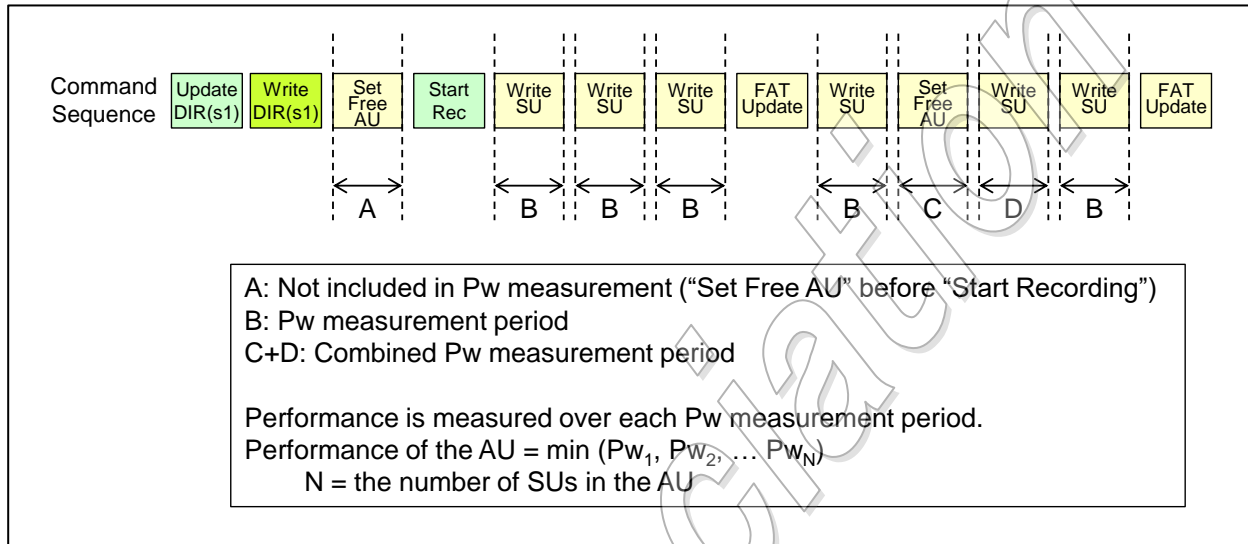 Command Sequence
Update DIR(s1)
Write DIR(s1)
Set Free AU
Start Rec
Write SU
Write SU
Write SU
FAT Update
Write SU
Set Free AU
Write SU
Write SU
FAT Update
A
B
B
B
B
C
D
B
A: Not included in Pw measurement (“Set Free AU” before “Start Recording”)
B: Pw measurement period
C+D: Combined Pw measurement period
Performance is measured over each Pw measurement period.
Performance of the AU = min (Pw1, Pw2, … PwN)
N = the number of SUs in the AU
ciation